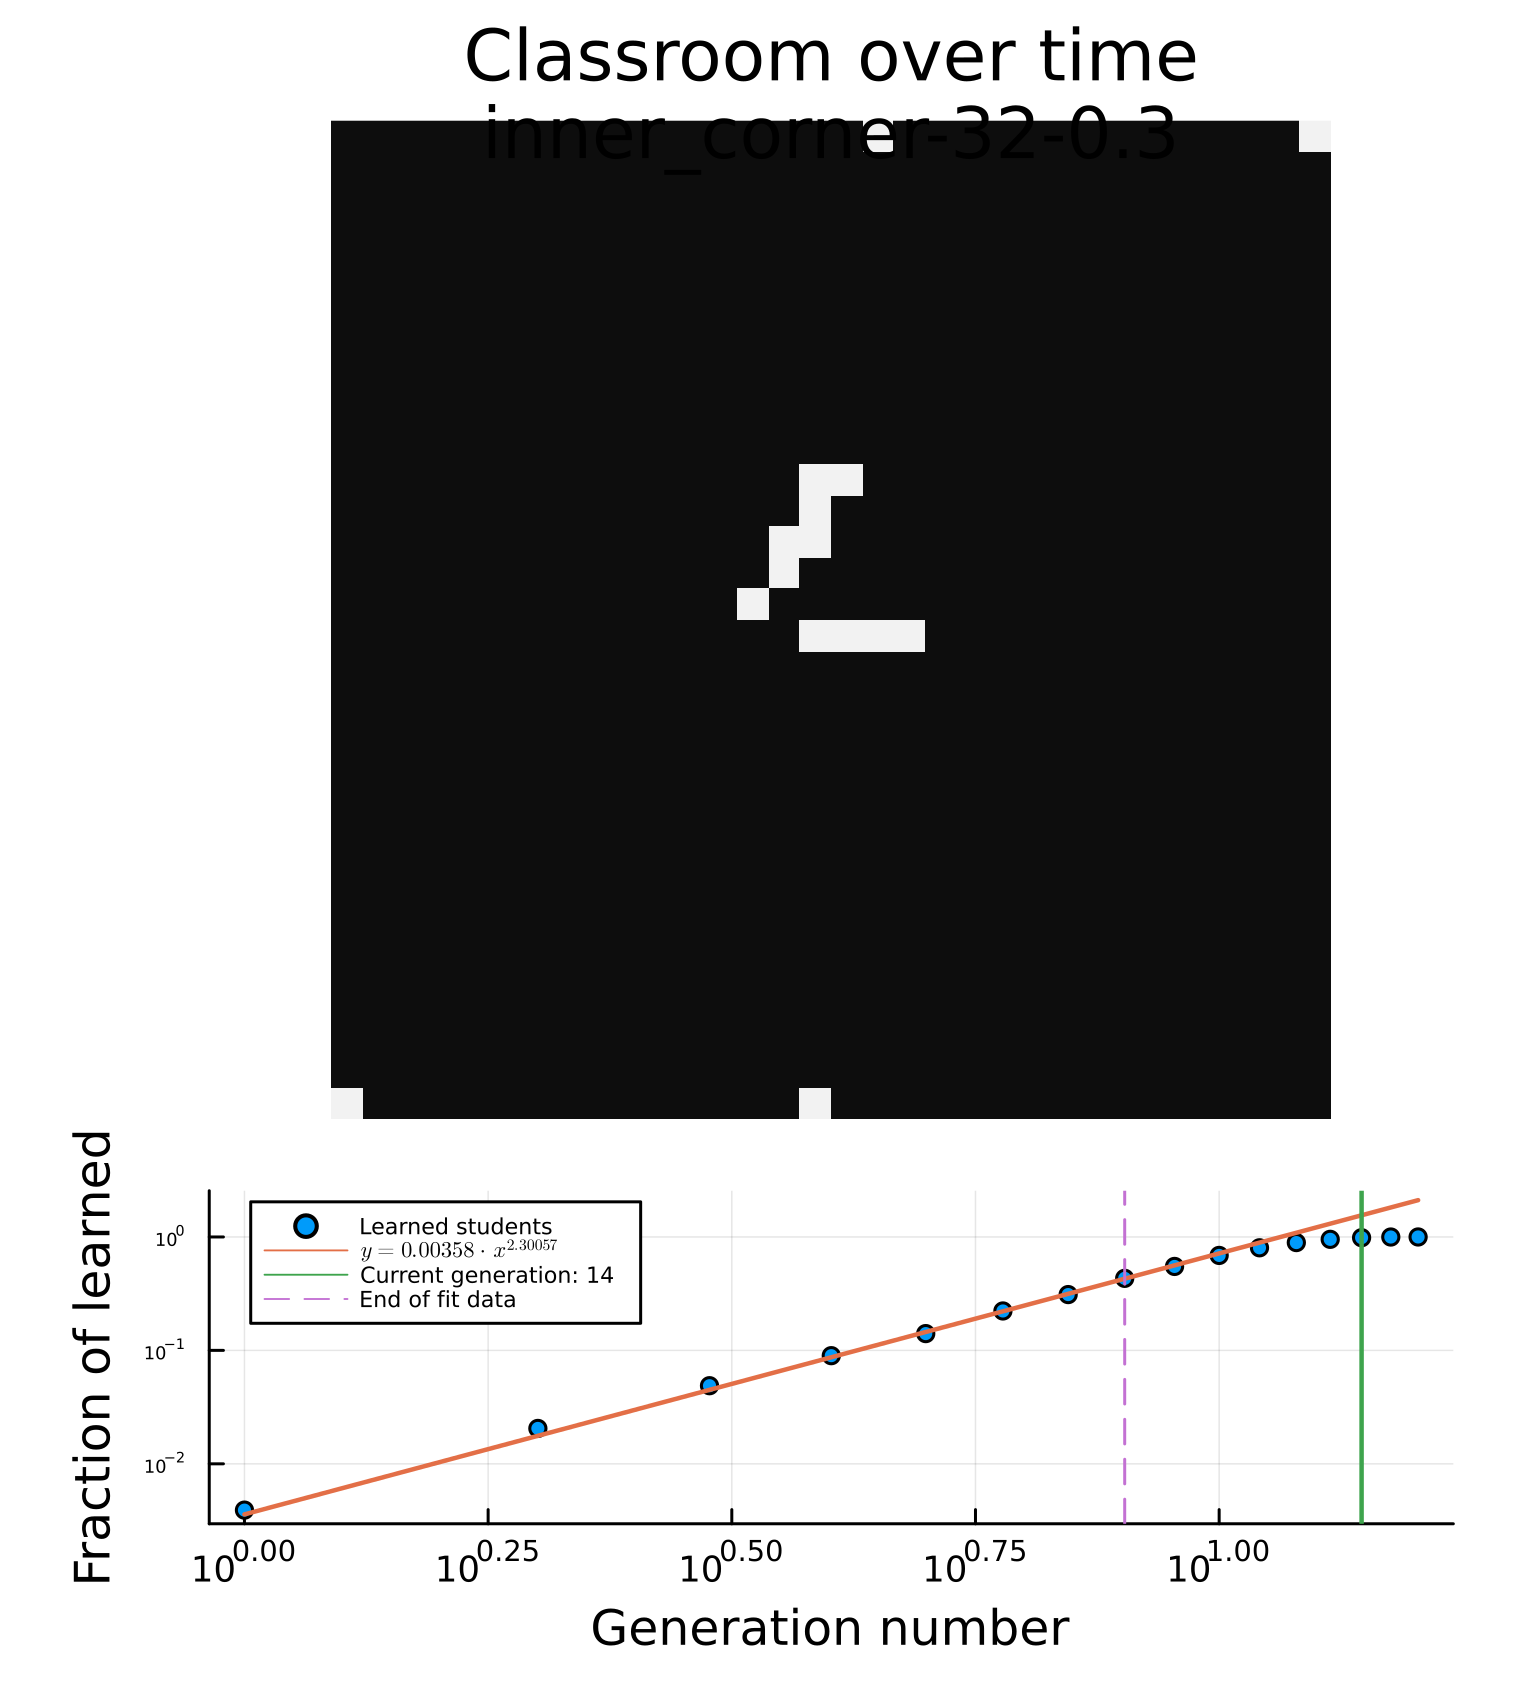 Classroom over time
inner_corner-32-0.3
Fraction of learned
10⁰
10⁻¹
10⁻²
Learned students
y = 0.00358 · x^2.30057
Current generation: 14
End of fit data
10^0.00 10^0.25 10^0.50 10^0.75 10^1.00
Generation number